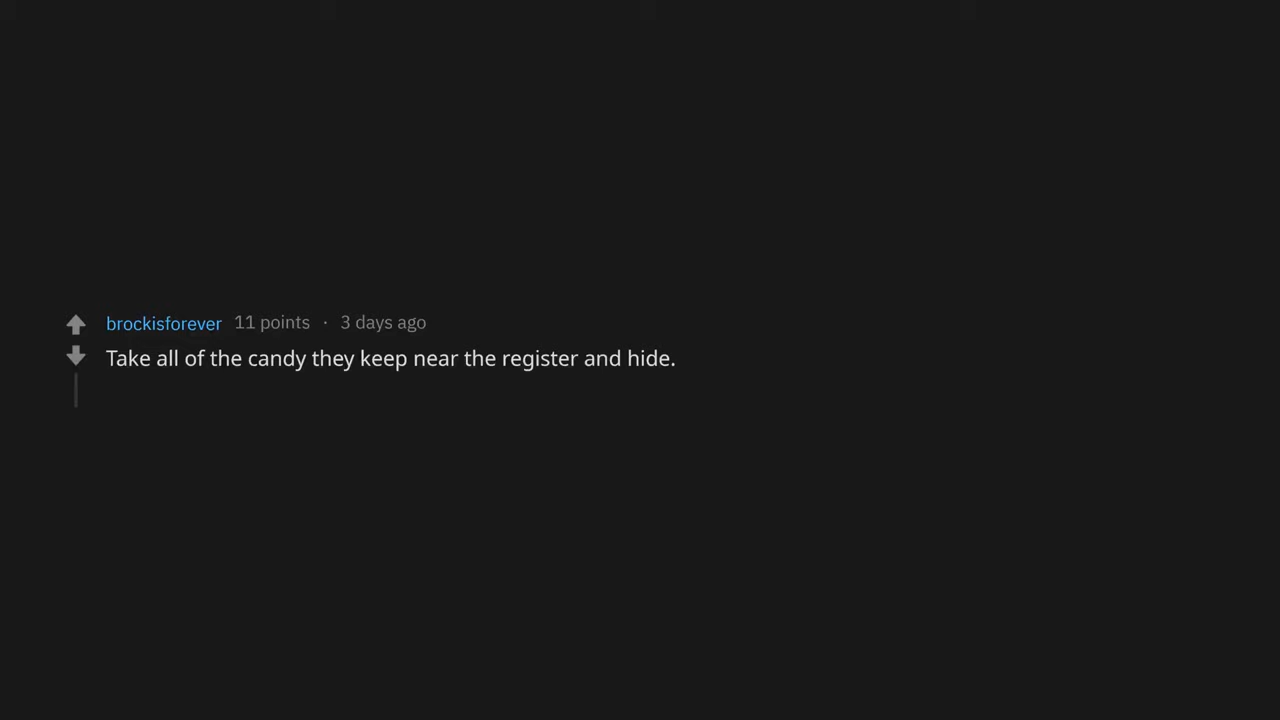 brockisforever 11 points · 3 days ago
Take all of the candy they keep near the register and hide.